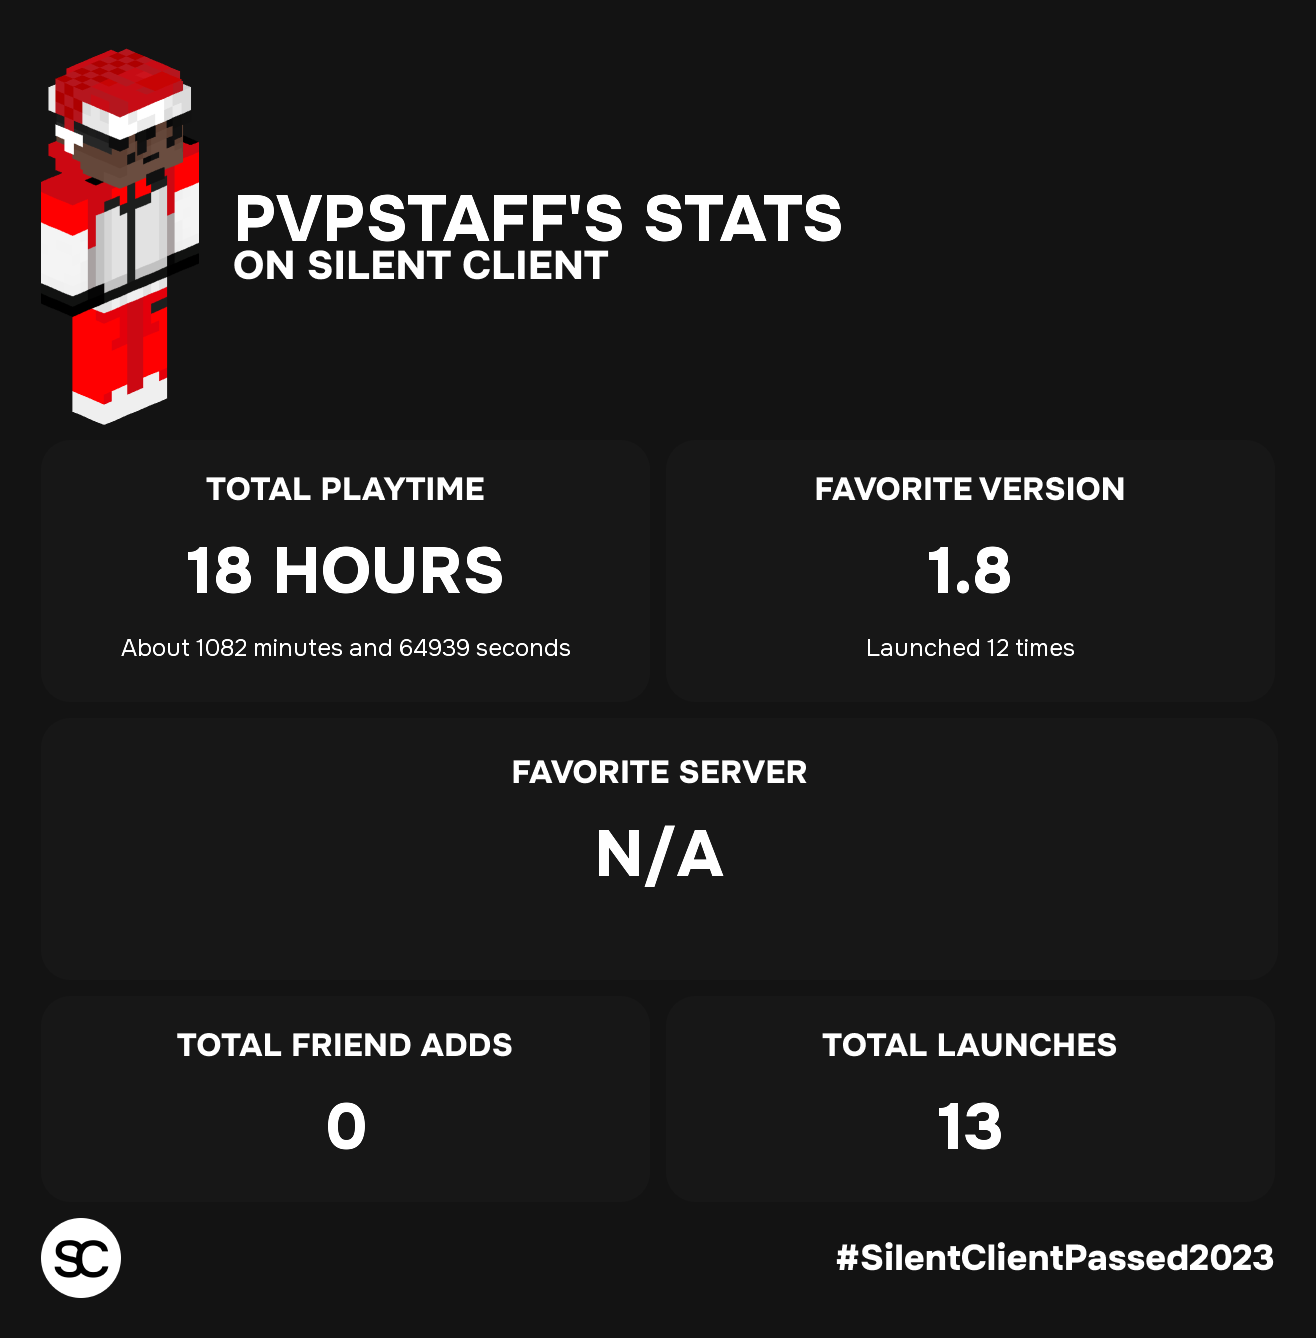 PVPSTAFF'S STATS
ON SILENT CLIENT
TOTAL PLAYTIME
18 HOURS
About 1082 minutes and 64939 seconds
FAVORITE VERSION
1.8
Launched 12 times
FAVORITE SERVER
N/A
TOTAL FRIEND ADDS
0
TOTAL LAUNCHES
13
SC
#SilentClientPassed2023